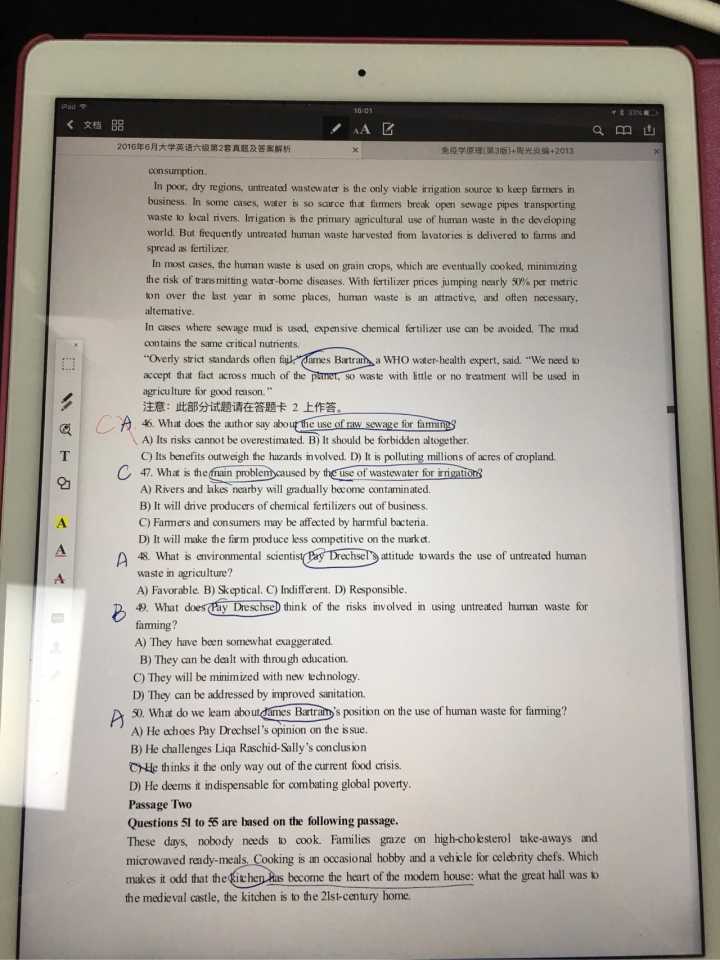 iPad
16:01
33%
文档
AA
2016年6月大学英语六级第2套真题及答案解析
×
免疫学原理(第3版)+周光炎编+2013
×
consumption.
In poor, dry regions, untreated wastewater is the only viable irrigation source to keep farmers in
business. In some cases, water is so scarce that farmers break open sewage pipes transporting
waste to local rivers. Irrigation is the primary agricultural use of human waste in the developing
world. But frequently untreated human waste harvested from lavatories is delivered to farms and
spread as fertilizer.
In most cases, the human waste is used on grain crops, which are eventually cooked, minimizing
the risk of transmitting water-borne diseases. With fertilizer prices jumping nearly 50% per metric
ton over the last year in some places, human waste is an attractive, and often necessary,
alternative.
In cases where sewage mud is used, expensive chemical fertilizer use can be avoided. The mud
contains the same critical nutrients.
“Overly strict standards often fail,” James Bartram, a WHO water-health expert, said. “We need to
accept that fact across much of the planet, so waste with little or no treatment will be used in
agriculture for good reason.”
注意：此部分试题请在答题卡 2 上作答。
C A 46. What does the author say about the use of raw sewage for farming?
A) Its risks cannot be overestimated. B) It should be forbidden altogether.
C) Its benefits outweigh the hazards involved. D) It is polluting millions of acres of cropland.
C 47. What is the main problem caused by the use of wastewater for irrigation?
A) Rivers and lakes nearby will gradually become contaminated.
B) It will drive producers of chemical fertilizers out of business.
C) Farmers and consumers may be affected by harmful bacteria.
D) It will make the farm produce less competitive on the market.
A 48. What is environmental scientist Pay Drechsel's attitude towards the use of untreated human
waste in agriculture?
A) Favorable. B) Skeptical. C) Indifferent. D) Responsible.
B 49. What does Pay Dreschsel think of the risks involved in using untreated human waste for
farming?
A) They have been somewhat exaggerated.
B) They can be dealt with through education.
C) They will be minimized with new technology.
D) They can be addressed by improved sanitation.
A 50. What do we learn about James Bartram's position on the use of human waste for farming?
A) He echoes Pay Drechsel's opinion on the issue.
B) He challenges Liqa Raschid-Sally's conclusion
C) He thinks it the only way out of the current food crisis.
D) He deems it indispensable for combating global poverty.
Passage Two
Questions 51 to 55 are based on the following passage.
These days, nobody needs to cook. Families graze on high-cholesterol take-aways and
microwaved ready-meals. Cooking is an occasional hobby and a vehicle for celebrity chefs. Which
makes it odd that the kitchen has become the heart of the modern house: what the great hall was to
the medieval castle, the kitchen is to the 21st-century home.
T
A
A
A